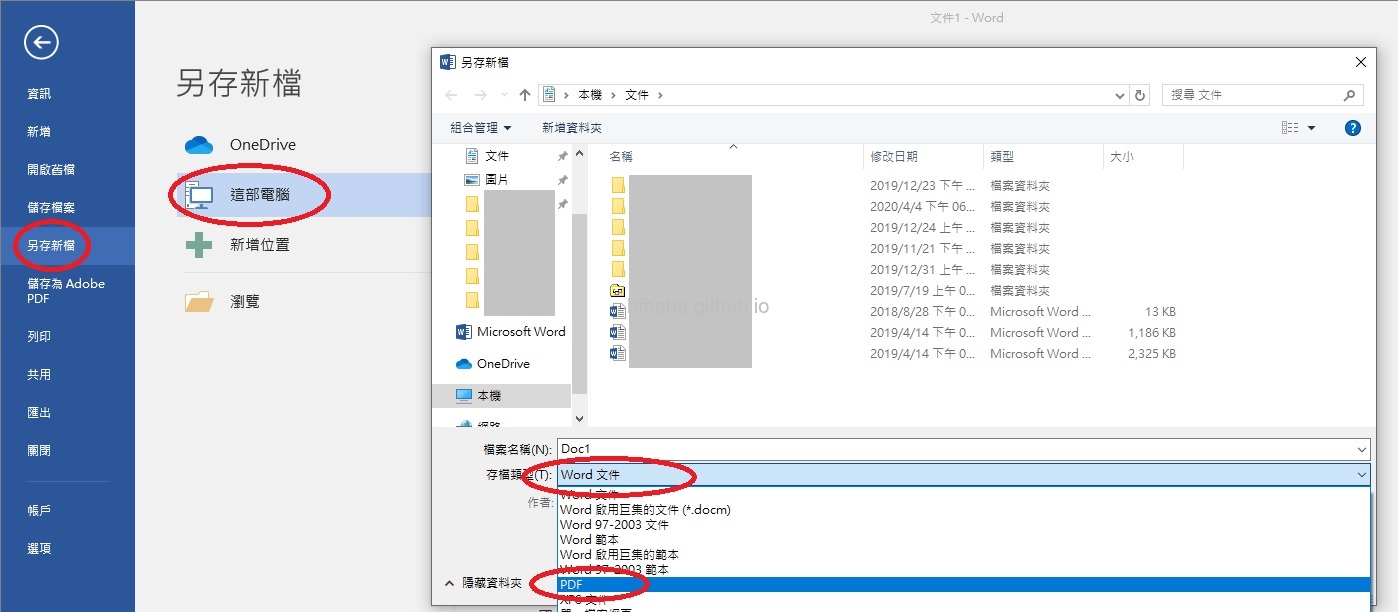 文件1 - Word
資訊
新增
開啟舊檔
儲存檔案
另存新檔
儲存為 Adobe
PDF
列印
共用
匯出
關閉
帳戶
選項
另存新檔
OneDrive
這部電腦
新增位置
瀏覽
另存新檔
本機 文件
搜尋 文件
組合管理 新增資料夾
文件
圖片
Microsoft Word
OneDrive
本機
網路
名稱 修改日期 類型 大小
2019/12/23 下午 ... 檔案資料夾
2020/4/4 下午 06... 檔案資料夾
2019/12/24 上午 ... 檔案資料夾
2019/11/21 下午 ... 檔案資料夾
2019/12/31 上午 ... 檔案資料夾
2019/7/19 上午 0... 檔案資料夾
2018/8/28 下午 0... Microsoft Word ... 13 KB
2019/4/14 下午 0... Microsoft Word ... 1,186 KB
2019/4/14 下午 0... Microsoft Word ... 2,325 KB
檔案名稱(N): Doc1
存檔類型(T): Word 文件
作者:
Word 文件
Word 啟用巨集的文件 (*.docm)
Word 97-2003 文件
Word 範本
Word 啟用巨集的範本
Word 97-2003 範本
PDF
XPS 文件
隱藏資料夾